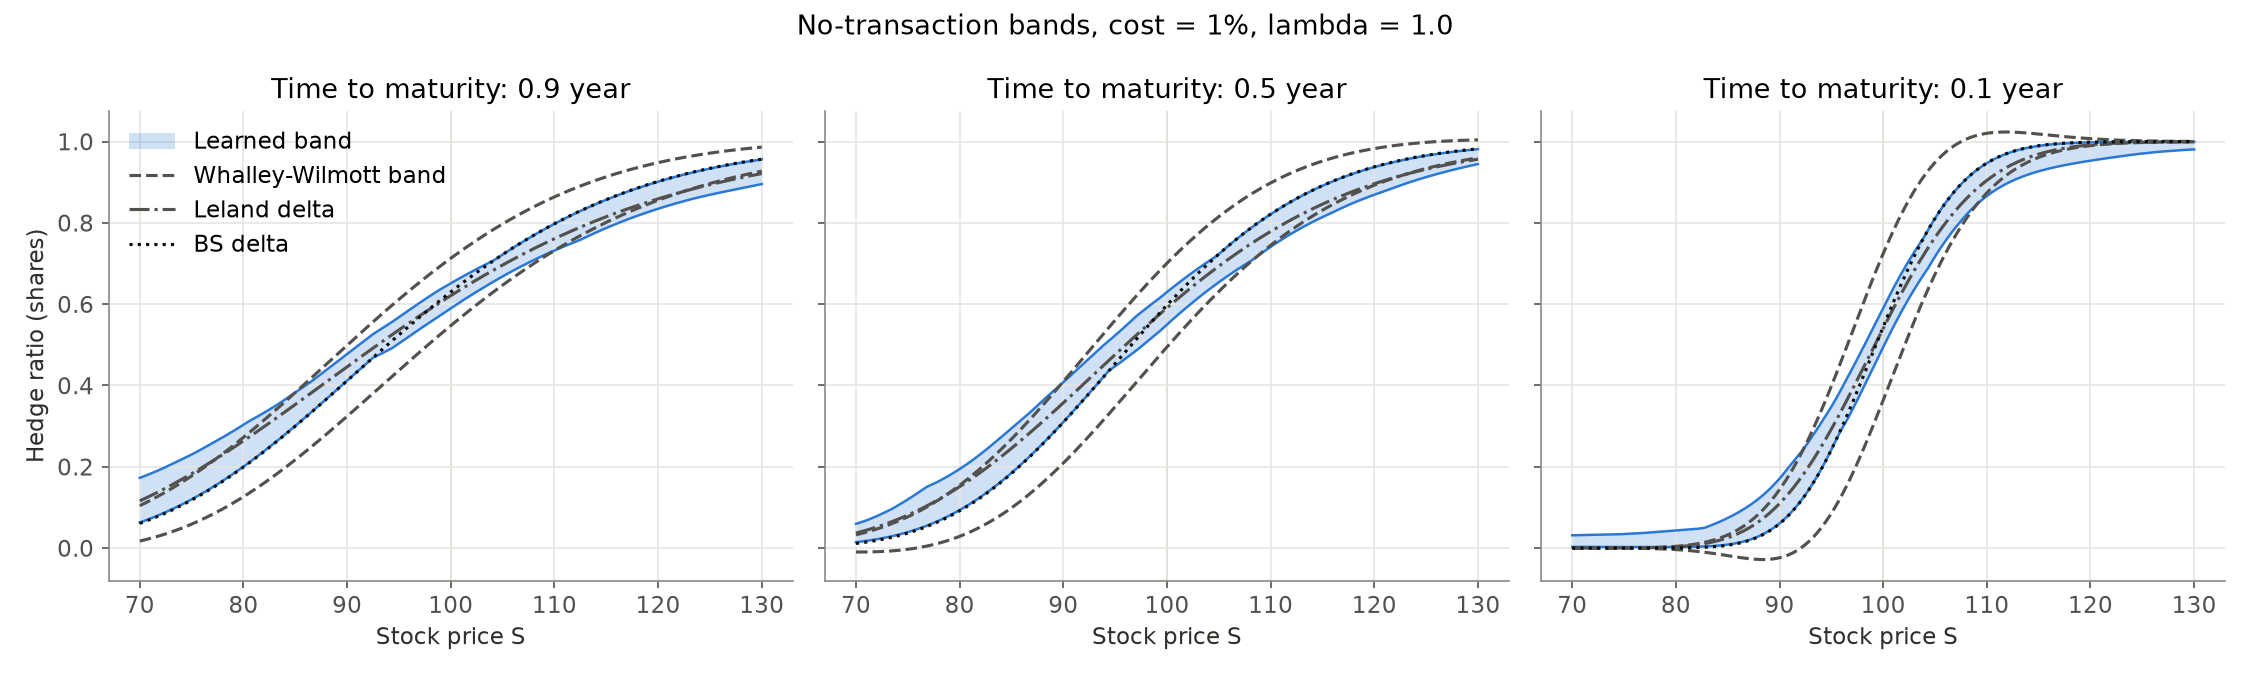 No-transaction bands, cost = 1%, lambda = 1.0
Time to maturity: 0.9 year
Time to maturity: 0.5 year
Time to maturity: 0.1 year
Learned band
Whalley-Wilmott band
Leland delta
BS delta
Hedge ratio (shares)
1.0
0.8
0.6
0.4
0.2
0.0
70 80 90 100 110 120 130
70 80 90 100 110 120 130
70 80 90 100 110 120 130
Stock price S
Stock price S
Stock price S